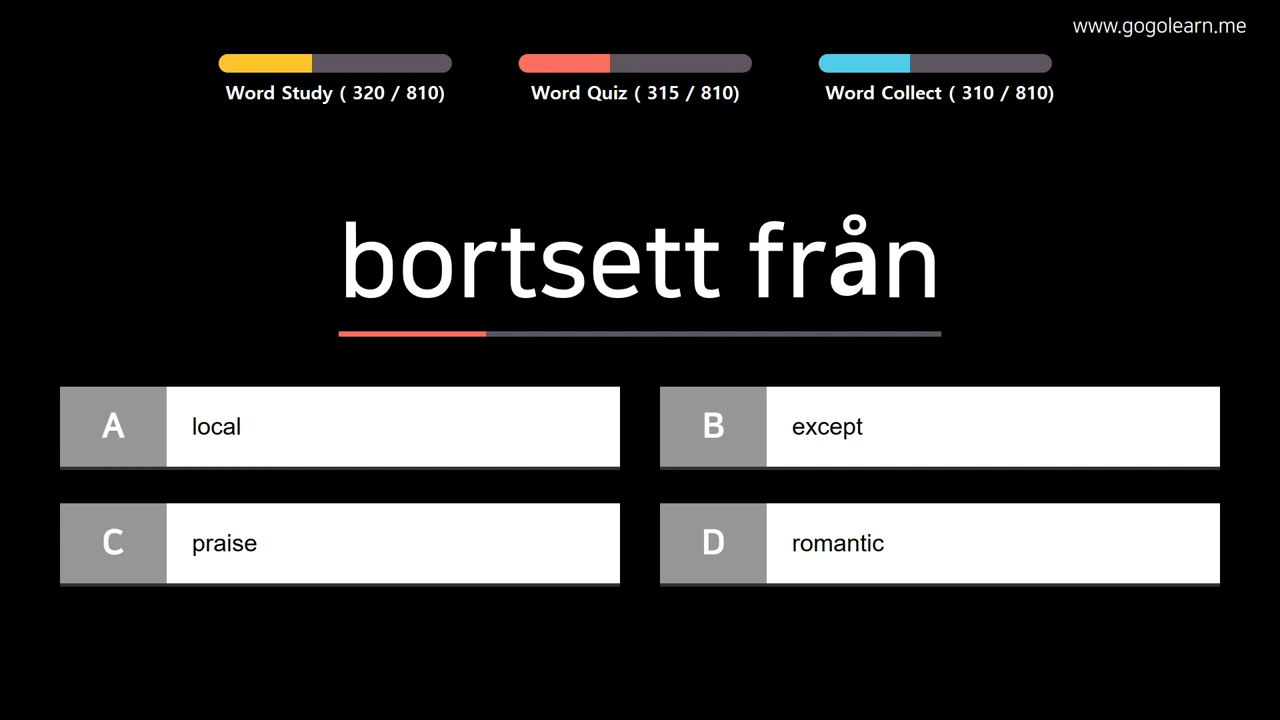 www.gogolearn.me
Word Study ( 320 / 810)
Word Quiz ( 315 / 810)
Word Collect ( 310 / 810)
bortsett från
A local
B except
C praise
D romantic